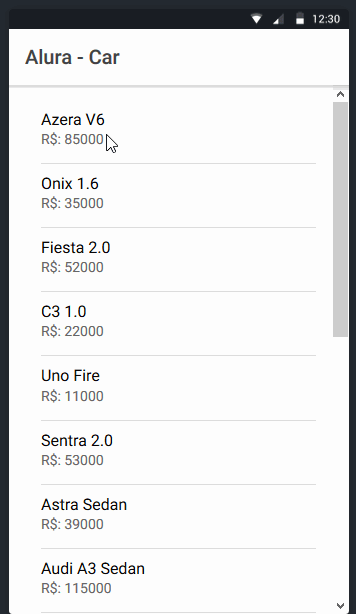 12:30
Alura - Car
Azera V6
R$: 85000
Onix 1.6
R$: 35000
Fiesta 2.0
R$: 52000
C3 1.0
R$: 22000
Uno Fire
R$: 11000
Sentra 2.0
R$: 53000
Astra Sedan
R$: 39000
Audi A3 Sedan
R$: 115000